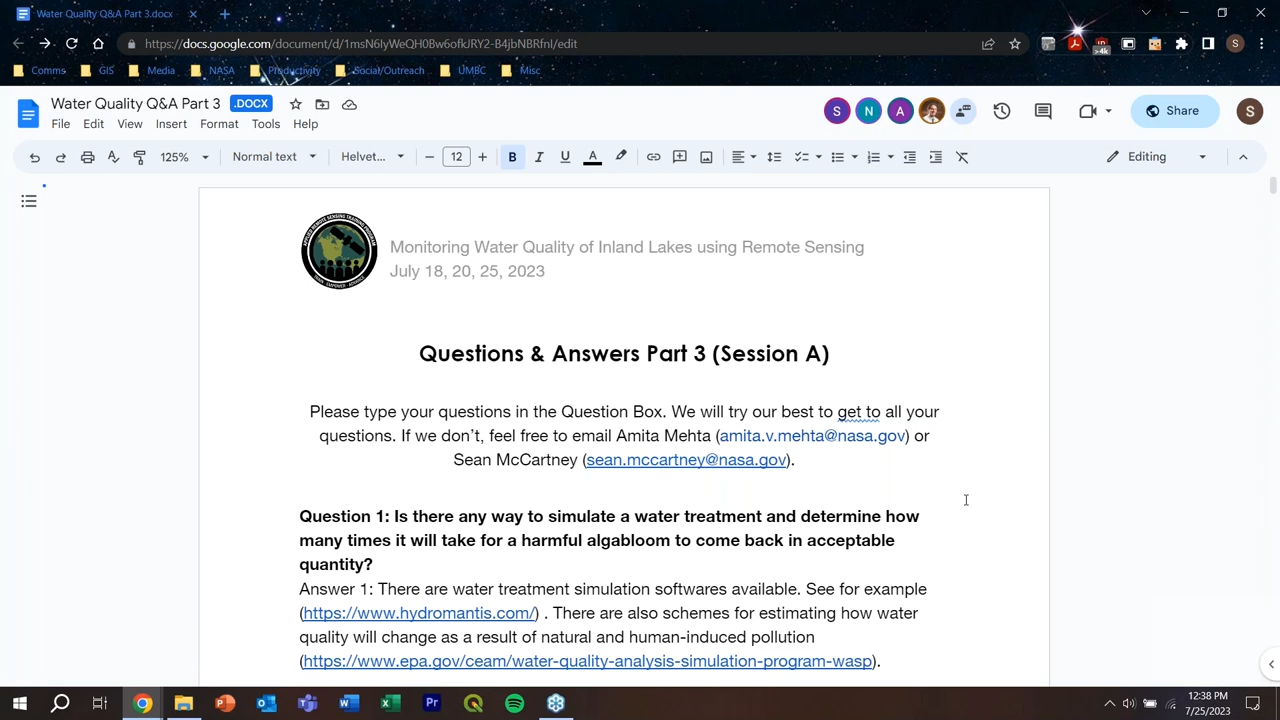 Water Quality Q&A Part 3.docx
https://docs.google.com/document/d/1msN6lyWeQH0Bw6ofkJRY2-B4jbNBRfnI/edit
>4k
S
Comms
GIS
Media
NASA
Productivity
Social/Outreach
UMBC
Misc
Water Quality Q&A Part 3
.DOCX
S
N
A
Share
S
File
Edit
View
Insert
Format
Tools
Help
125%
Normal text
Helvet...
12
B
I
U
A
Editing
Monitoring Water Quality of Inland Lakes using Remote Sensing
July 18, 20, 25, 2023
Questions & Answers Part 3 (Session A)
Please type your questions in the Question Box. We will try our best to get to all your
questions. If we don’t, feel free to email Amita Mehta (amita.v.mehta@nasa.gov) or
Sean McCartney (sean.mccartney@nasa.gov).
Question 1: Is there any way to simulate a water treatment and determine how
many times it will take for a harmful algabloom to come back in acceptable
quantity?
Answer 1: There are water treatment simulation softwares available. See for example
(https://www.hydromantis.com/) . There are also schemes for estimating how water
quality will change as a result of natural and human-induced pollution
(https://www.epa.gov/ceam/water-quality-analysis-simulation-program-wasp).
12:38 PM
7/25/2023